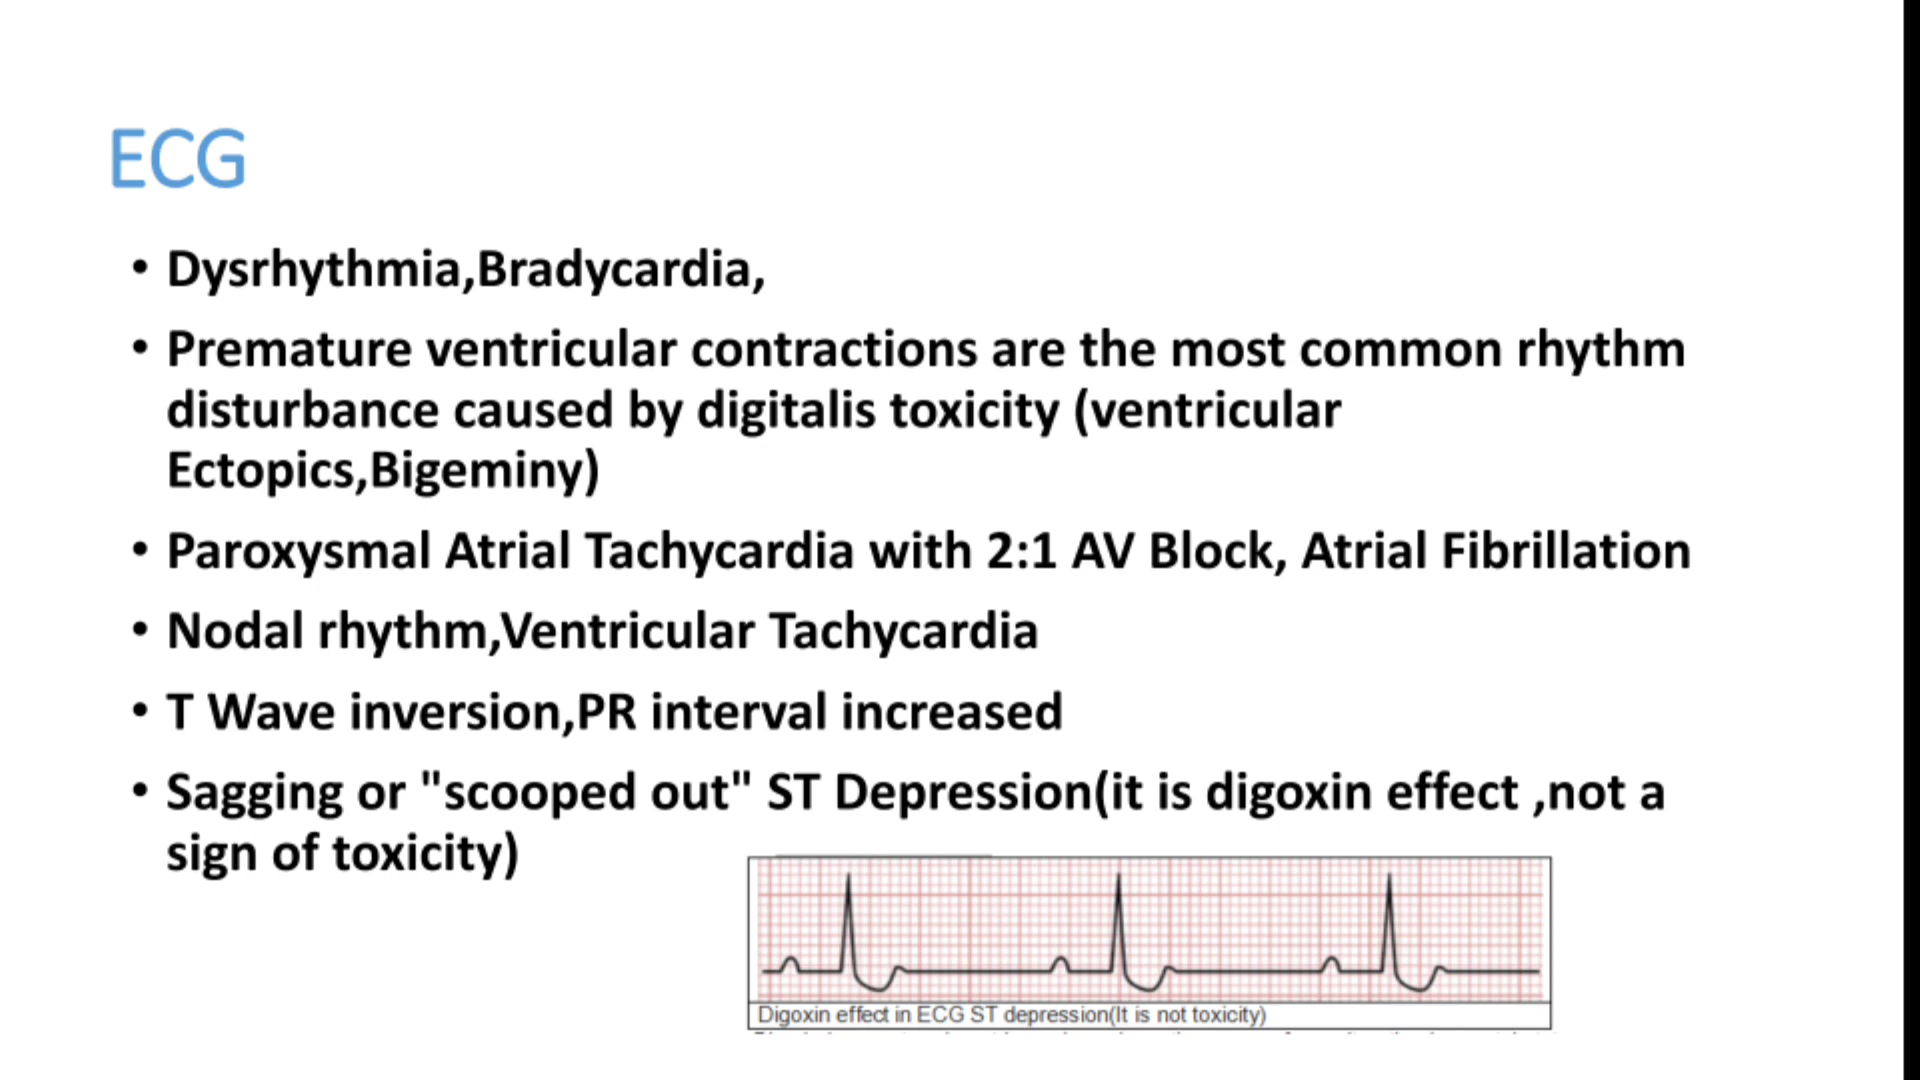 ECG
• Dysrhythmia,Bradycardia,
• Premature ventricular contractions are the most common rhythm
disturbance caused by digitalis toxicity (ventricular
Ectopics,Bigeminy)
• Paroxysmal Atrial Tachycardia with 2:1 AV Block, Atrial Fibrillation
• Nodal rhythm,Ventricular Tachycardia
• T Wave inversion,PR interval increased
• Sagging or "scooped out" ST Depression(it is digoxin effect ,not a
sign of toxicity)
Digoxin effect in ECG ST depression(It is not toxicity)